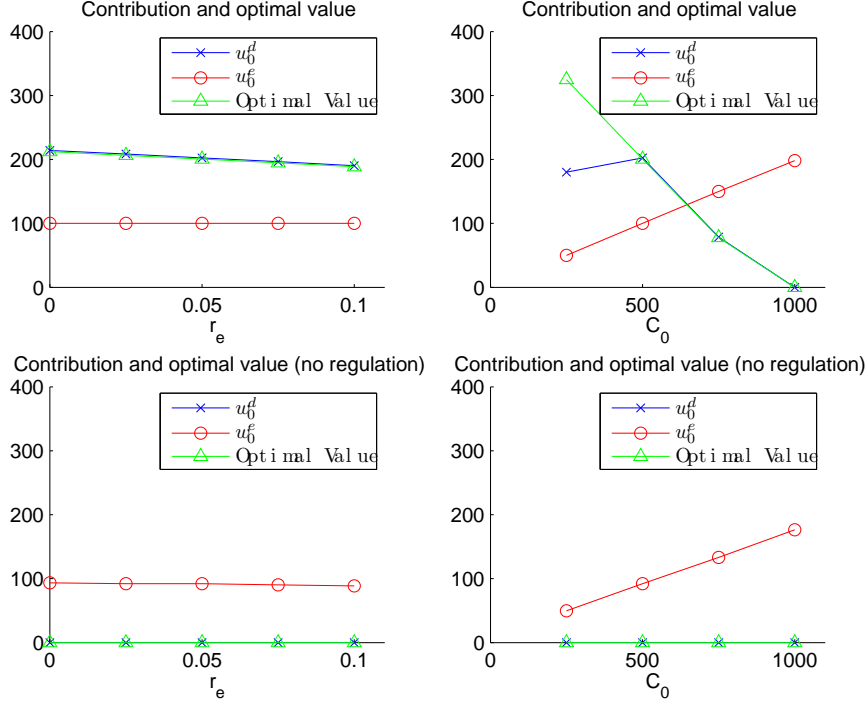 Contribution and optimal value
400
300
200
100
0
u_0^d
u_0^e
Optimal Value
0
0.05
0.1
r_e
Contribution and optimal value
400
300
200
100
0
u_0^d
u_0^e
Optimal Value
0
500
1000
C_0
Contribution and optimal value (no regulation)
400
300
200
100
0
u_0^d
u_0^e
Optimal Value
0
0.05
0.1
r_e
Contribution and optimal value (no regulation)
400
300
200
100
0
u_0^d
u_0^e
Optimal Value
0
500
1000
C_0